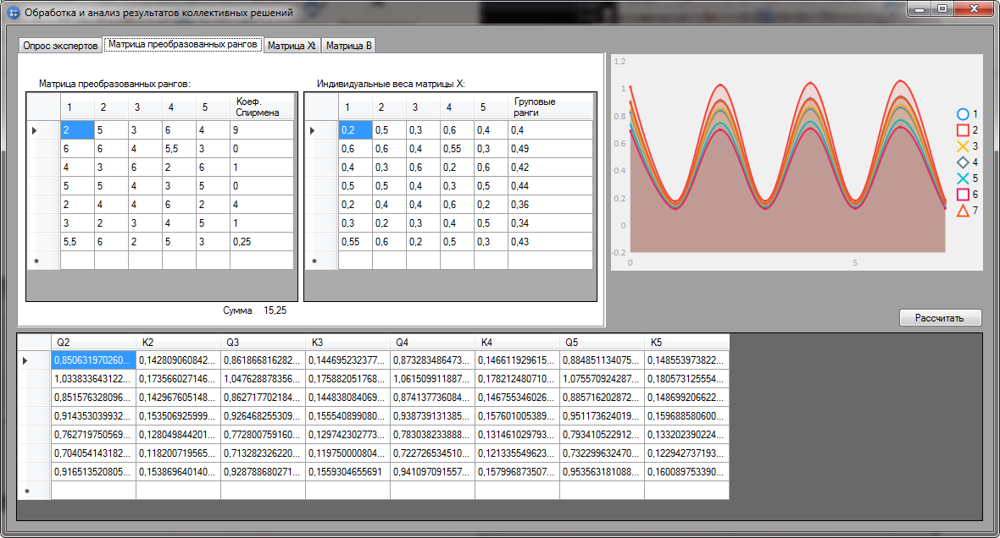 Обработка и анализ результатов коллективных решений
Опрос экспертов Матрица преобразованных рангов Матрица Xt Матрица B
Матрица преобразованных рангов:
1 2 3 4 5 Коеф. Спирмена
2 5 3 6 4 9
6 6 4 5,5 3 0
4 3 6 2 6 1
5 5 4 3 5 0
2 4 4 6 2 4
3 2 3 4 5 1
5,5 6 2 5 3 0,25
*
Сумма 15,25
Индивидуальные веса матрицы X:
1 2 3 4 5 Груповые ранги
0,2 0,5 0,3 0,6 0,4 0,4
0,6 0,6 0,4 0,55 0,3 0,49
0,4 0,3 0,6 0,2 0,6 0,42
0,5 0,5 0,4 0,3 0,5 0,44
0,2 0,4 0,4 0,6 0,2 0,36
0,3 0,2 0,3 0,4 0,5 0,34
0,55 0,6 0,2 0,5 0,3 0,43
*
1.2
1
0.8
0.6
0.4
0.2
0
-0.2
0 5
1
2
3
4
5
6
7
Рассчитать
Q2 K2 Q3 K3 Q4 K4 Q5 K5
0,850631970260... 0,142809060842... 0,861866816282... 0,144695232377... 0,873283486473... 0,146611929615... 0,884851134075... 0,148553973822...
1,033833643122... 0,173566027146... 1,047628878356... 0,175882051768... 1,061509911887... 0,178212480710... 1,075570924287... 0,180573125554...
0,851576328096... 0,142967605148... 0,862717702184... 0,144838084069... 0,874137736084... 0,146755346026... 0,885716202872... 0,148699206622...
0,914353039932... 0,153506925999... 0,926468255309... 0,155540899080... 0,938739131385... 0,157601005389... 0,951173624019... 0,159688580600...
0,762719750569... 0,128049844201... 0,772800759160... 0,129742302773... 0,783038233888... 0,131461029793... 0,793410522912... 0,133202390224...
0,704054143182... 0,118200719565... 0,713282326220... 0,119750000804... 0,722726534510... 0,121335549623... 0,732299632470... 0,122942737193...
0,916513520805... 0,153869640140... 0,928788680271... 0,1559304655691 0,941097091557... 0,157996873507... 0,953563181088... 0,160089753390...
*